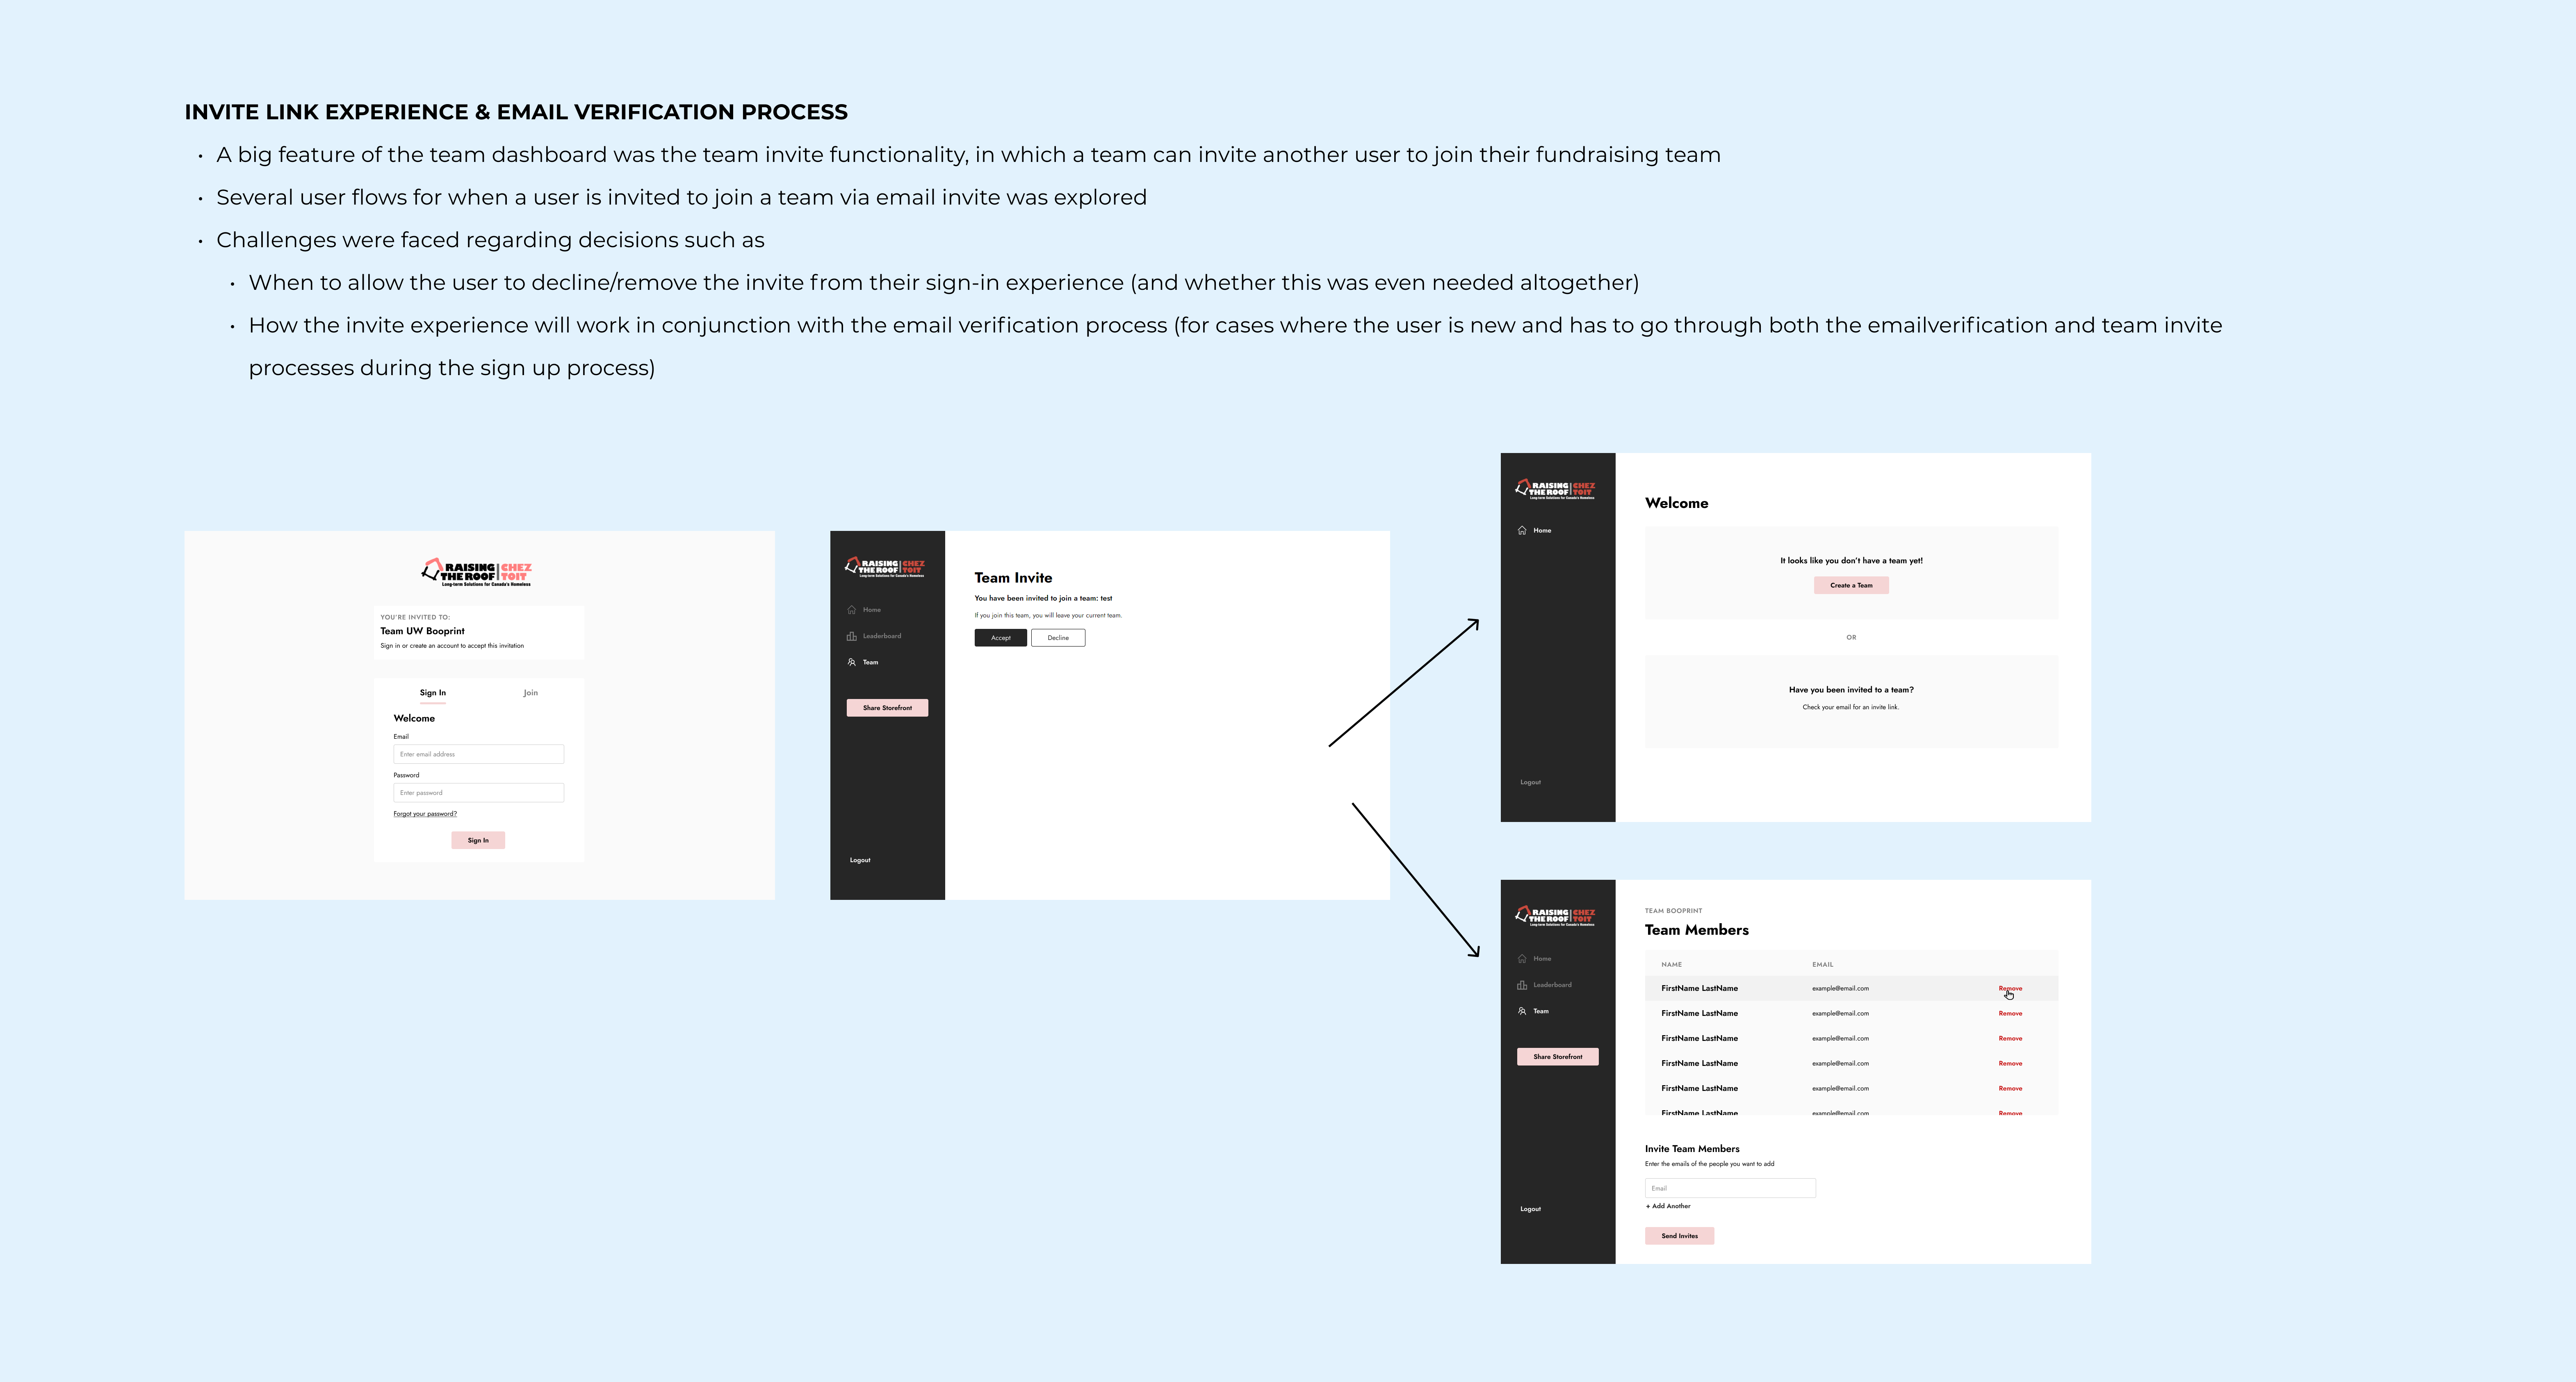 INVITE LINK EXPERIENCE & EMAIL VERIFICATION PROCESS
• A big feature of the team dashboard was the team invite functionality, in which a team can invite another user to join their fundraising team
• Several user flows for when a user is invited to join a team via email invite was explored
• Challenges were faced regarding decisions such as
• When to allow the user to decline/remove the invite from their sign-in experience (and whether this was even needed altogether)
• How the invite experience will work in conjunction with the email verification process (for cases where the user is new and has to go through both the emailverification and team invite
processes during the sign up process)
RAISING THE ROOF | CHEZ TOIT
Long-term Solutions for Canada's Homeless
YOU'RE INVITED TO:
Team UW Booprint
Sign in or create an account to accept this invitation
Sign In
Join
Welcome
Email
Enter email address
Password
Enter password
Forgot your password?
Sign In
RAISING THE ROOF | CHEZ TOIT
Long-term Solutions for Canada's Homeless
Home
Leaderboard
Team
Share Storefront
Logout
Team Invite
You have been invited to join a team: test
If you join this team, you will leave your current team.
Accept
Decline
RAISING THE ROOF | CHEZ TOIT
Long-term Solutions for Canada's Homeless
Home
Logout
Welcome
It looks like you don't have a team yet!
Create a Team
OR
Have you been invited to a team?
Check your email for an invite link.
RAISING THE ROOF | CHEZ TOIT
Long-term Solutions for Canada's Homeless
Home
Leaderboard
Team
Share Storefront
Logout
TEAM BOOPRINT
Team Members
NAME EMAIL
FirstName LastName example@email.com Remove
FirstName LastName example@email.com Remove
FirstName LastName example@email.com Remove
FirstName LastName example@email.com Remove
FirstName LastName example@email.com Remove
FirstName LastName example@email.com Remove
Invite Team Members
Enter the emails of the people you want to add
Email
+ Add Another
Send Invites